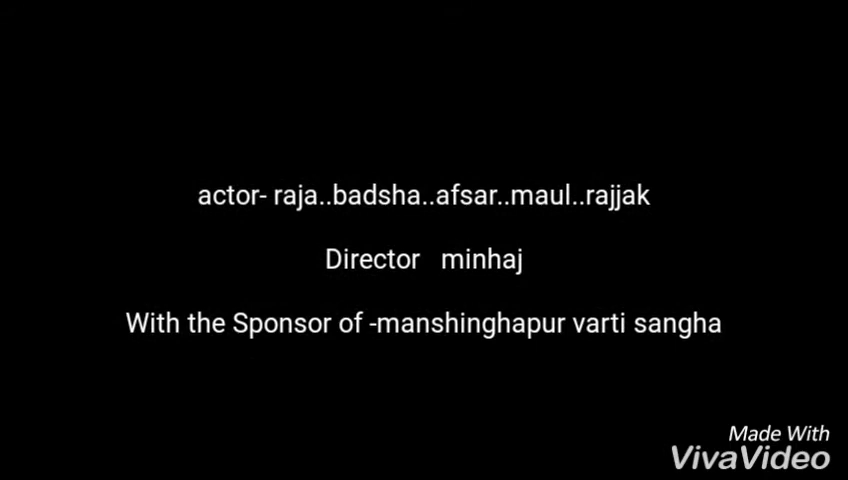 actor- raja..badsha..afsar..maul..rajjak
Director minhaj
With the Sponsor of -manshinghapur varti sangha
Made With
VivaVideo